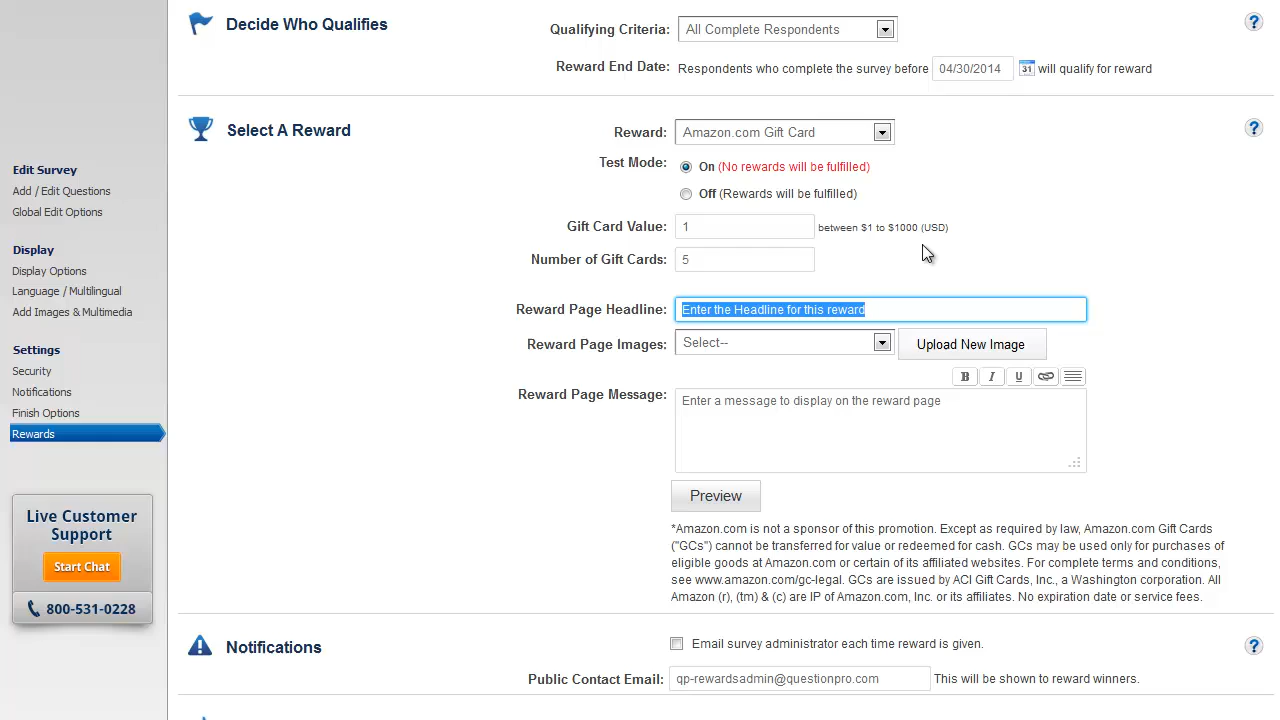 Decide Who Qualifies
Qualifying Criteria: All Complete Respondents
?
Reward End Date: Respondents who complete the survey before 04/30/2014 31 will qualify for reward
Select A Reward
Reward: Amazon.com Gift Card
?
Test Mode: On (No rewards will be fulfilled)
Off (Rewards will be fulfilled)
Gift Card Value: 1 between $1 to $1000 (USD)
Number of Gift Cards: 5
Reward Page Headline: Enter the Headline for this reward
Reward Page Images: Select-- Upload New Image
B I U
Reward Page Message: Enter a message to display on the reward page
Preview
*Amazon.com is not a sponsor of this promotion. Except as required by law, Amazon.com Gift Cards
("GCs") cannot be transferred for value or redeemed for cash. GCs may be used only for purchases of
eligible goods at Amazon.com or certain of its affiliated websites. For complete terms and conditions,
see www.amazon.com/gc-legal. GCs are issued by ACI Gift Cards, Inc., a Washington corporation. All
Amazon (r), (tm) & (c) are IP of Amazon.com, Inc. or its affiliates. No expiration date or service fees.
Notifications
Email survey administrator each time reward is given.
?
Public Contact Email: qp-rewardsadmin@questionpro.com This will be shown to reward winners.
Edit Survey
Add / Edit Questions
Global Edit Options
Display
Display Options
Language / Multilingual
Add Images & Multimedia
Settings
Security
Notifications
Finish Options
Rewards
Live Customer
Support
Start Chat
800-531-0228